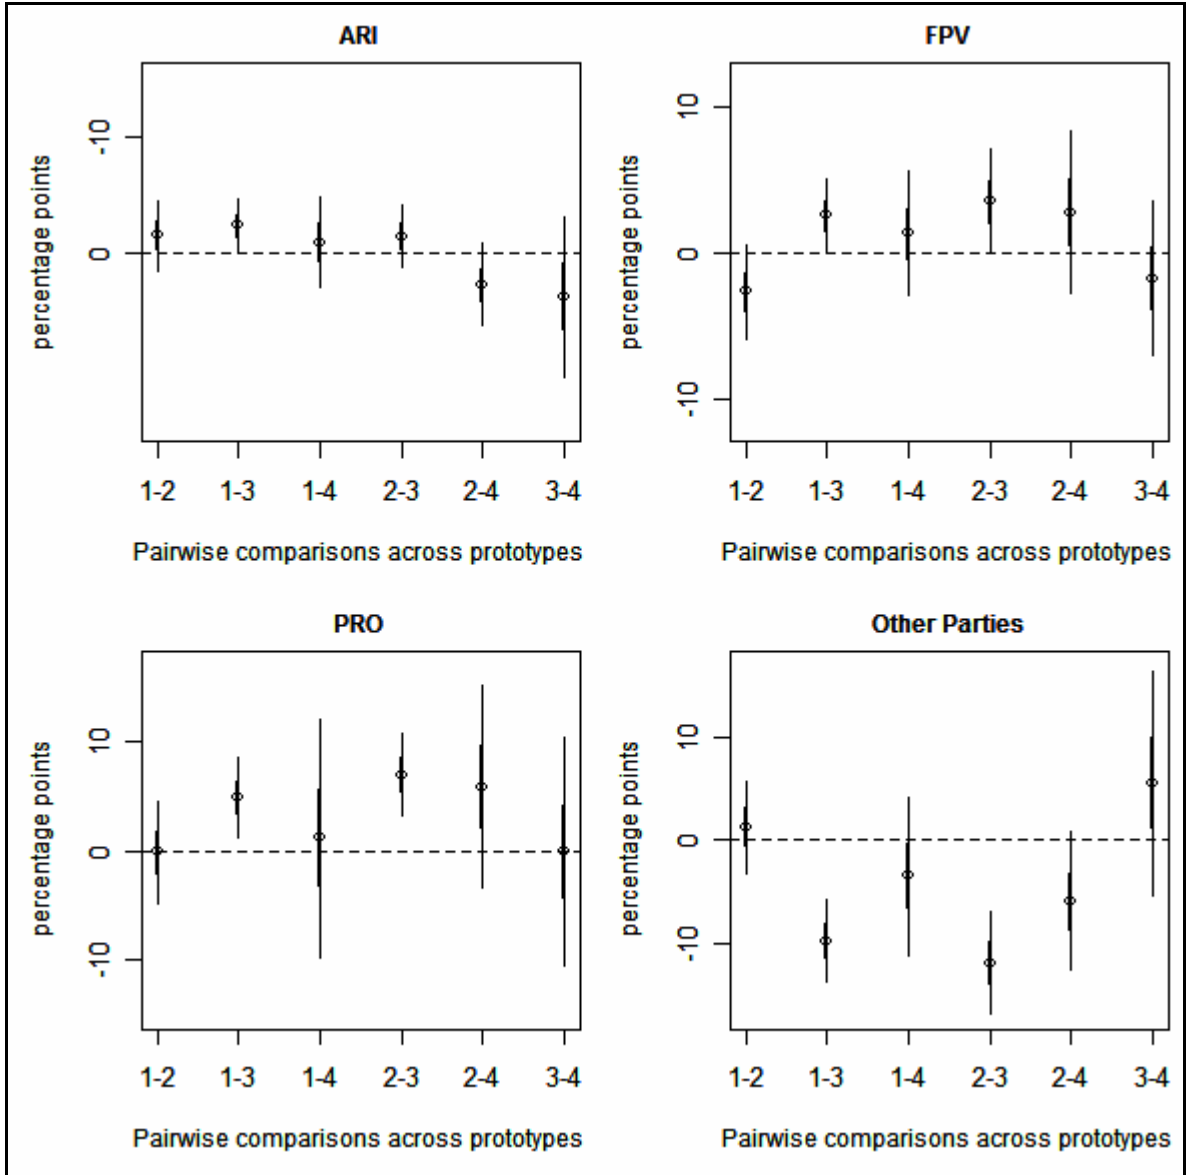 ARI
percentage points
-10
0
1-2 1-3 1-4 2-3 2-4 3-4
Pairwise comparisons across prototypes
FPV
percentage points
10
0
-10
1-2 1-3 1-4 2-3 2-4 3-4
Pairwise comparisons across prototypes
PRO
percentage points
10
0
-10
1-2 1-3 1-4 2-3 2-4 3-4
Pairwise comparisons across prototypes
Other Parties
percentage points
10
0
-10
1-2 1-3 1-4 2-3 2-4 3-4
Pairwise comparisons across prototypes